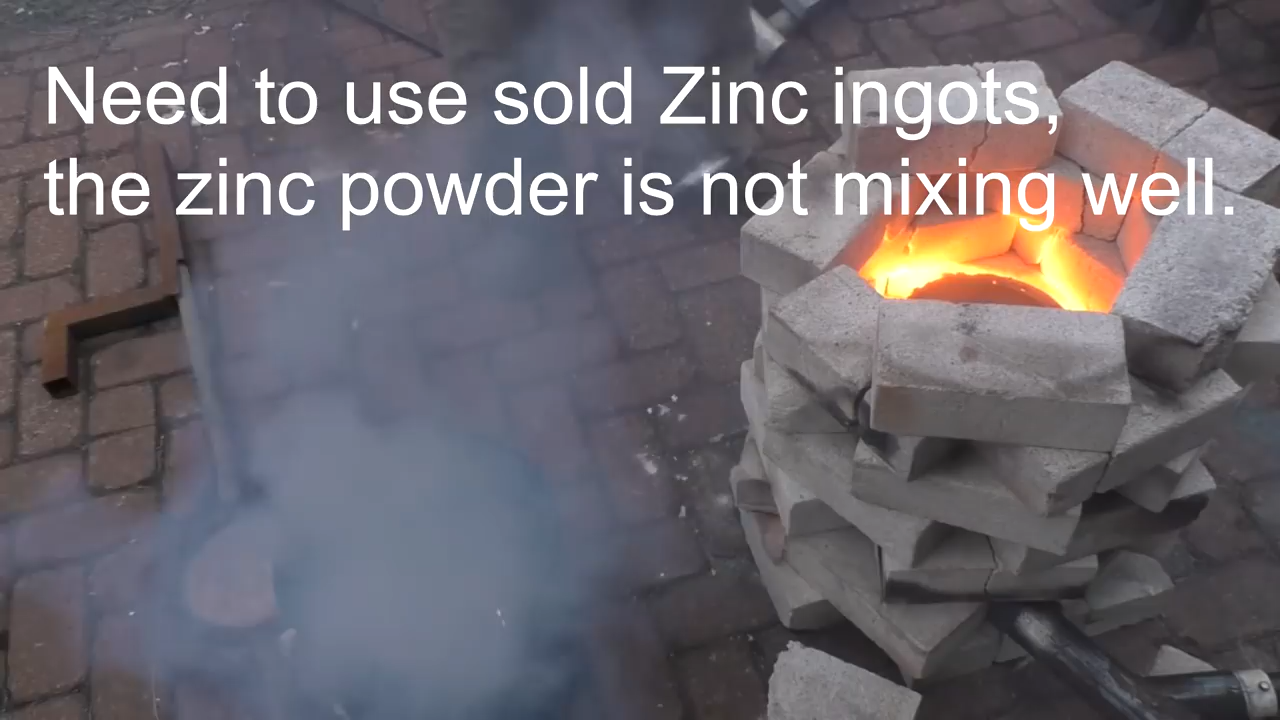 Need to use sold Zinc ingots,
the zinc powder is not mixing well.